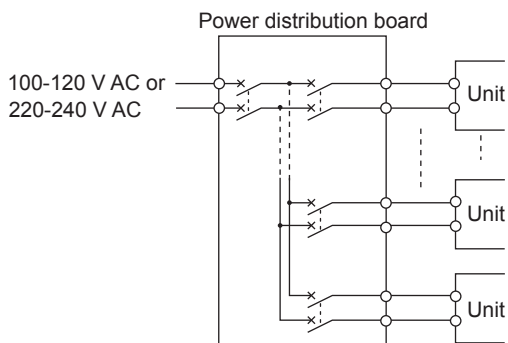 Power distribution board
100-120 V AC or
220-240 V AC
Unit
Unit
Unit